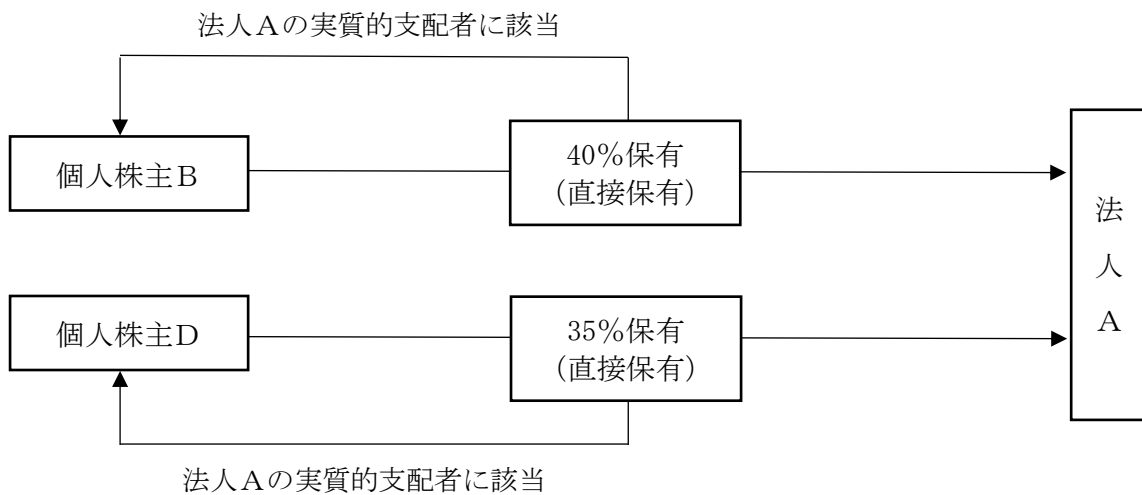 法人Aの実質的支配者に該当
個人株主B
40%保有
(直接保有)
法
人
A
個人株主D
35%保有
(直接保有)
法人Aの実質的支配者に該当